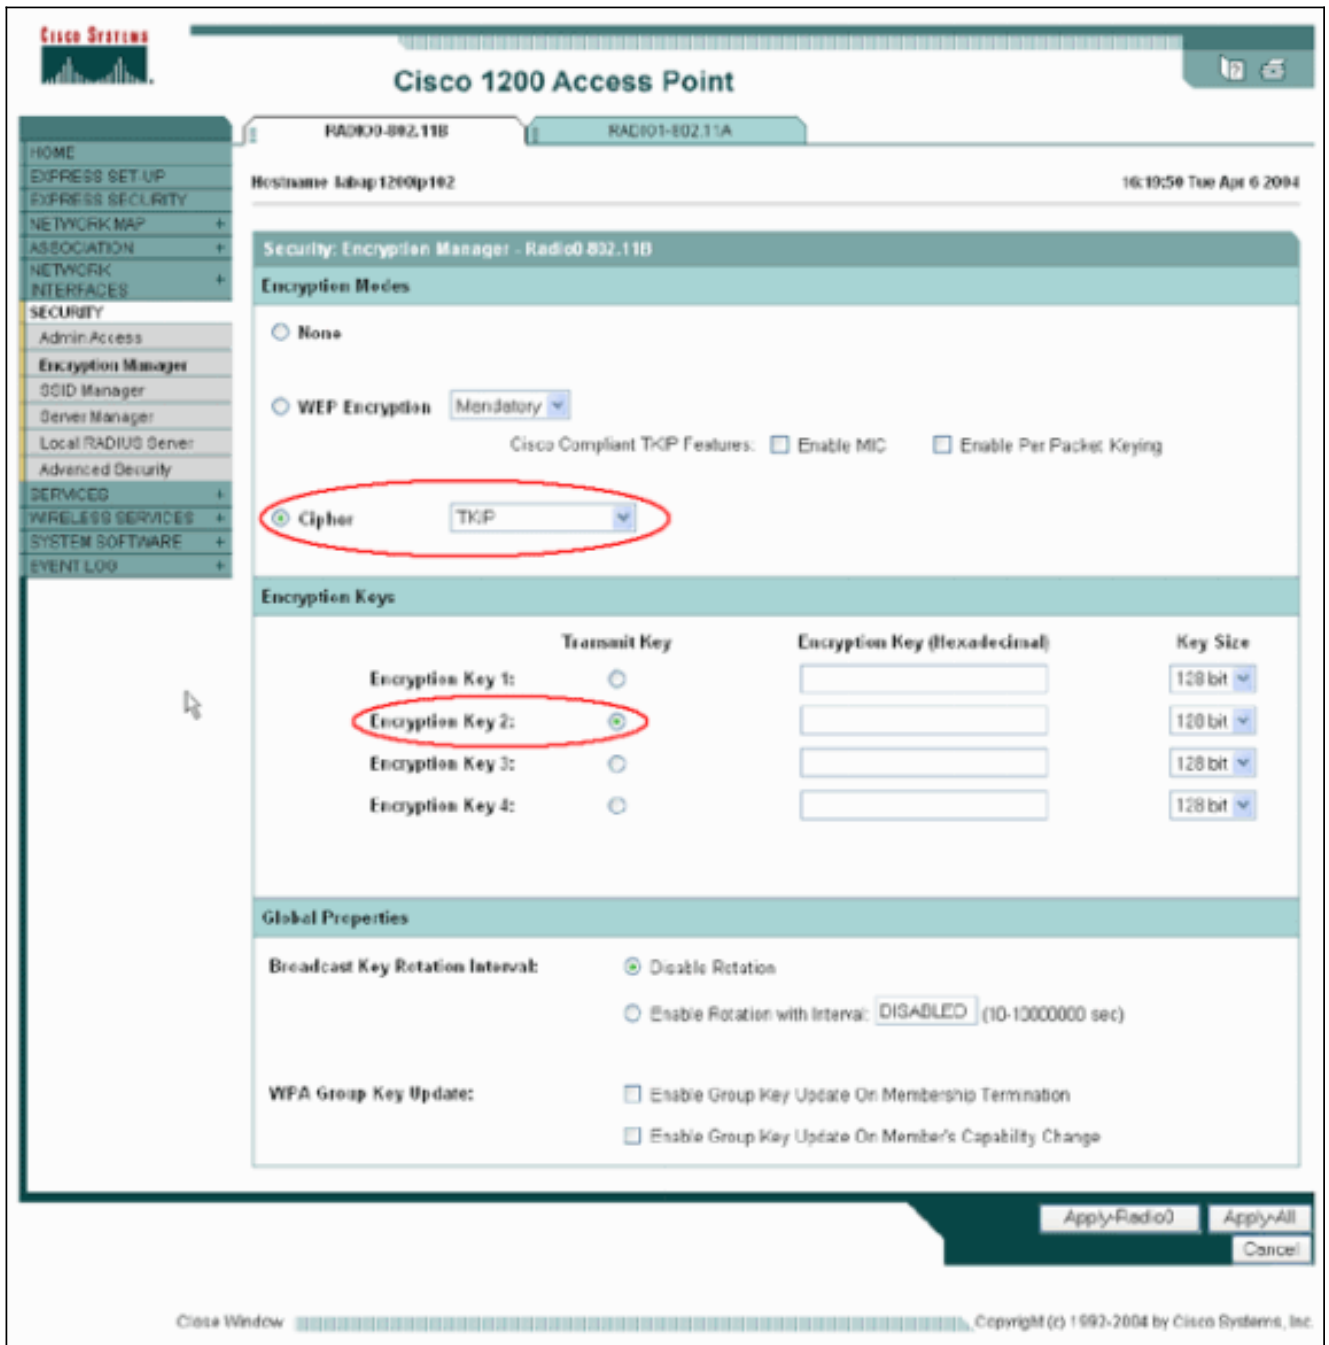 CISCO SYSTEMS
Cisco 1200 Access Point
RADIO0-802.11B
RADIO1-802.11A
HOME
EXPRESS SET-UP
EXPRESS SECURITY
NETWORK MAP +
ASSOCIATION +
NETWORK
INTERFACES +
SECURITY
Admin Access
Encryption Manager
SSID Manager
Server Manager
Local RADIUS Server
Advanced Security
SERVICES +
WIRELESS SERVICES +
SYSTEM SOFTWARE +
EVENT LOG +
Hostname labap1200ip102
16:19:50 Tue Apr 6 2004
Security: Encryption Manager - Radio0-802.11B
Encryption Modes
None
WEP Encryption Mandatory
Cisco Compliant TKIP Features: Enable MIC Enable Per Packet Keying
Cipher TKIP
Encryption Keys
Transmit Key Encryption Key (Hexadecimal) Key Size
Encryption Key 1: 128 bit
Encryption Key 2: 128 bit
Encryption Key 3: 128 bit
Encryption Key 4: 128 bit
Global Properties
Broadcast Key Rotation Interval: Disable Rotation
Enable Rotation with Interval: DISABLED (10-10000000 sec)
WPA Group Key Update: Enable Group Key Update On Membership Termination
Enable Group Key Update On Member's Capability Change
Apply-Radio0 Apply-All
Cancel
Close Window
Copyright (c) 1992-2004 by Cisco Systems, Inc.